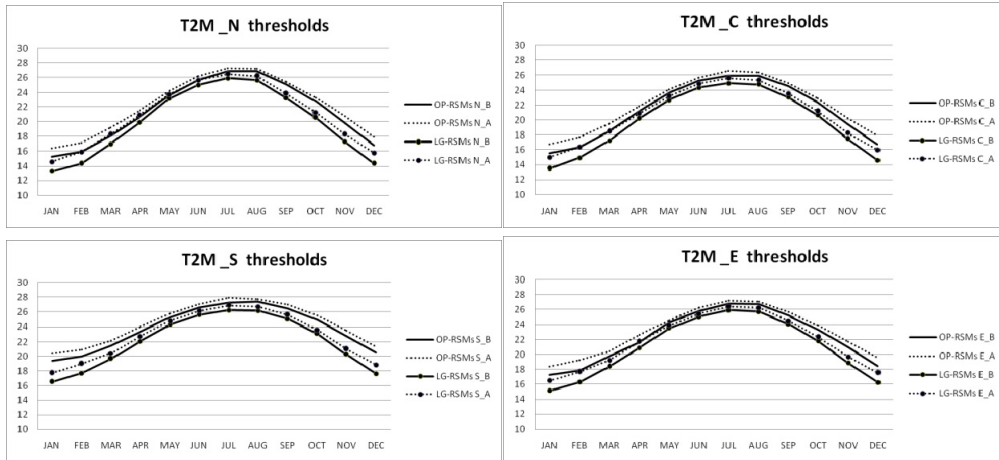 T2M _N thresholds
30
28
26
24
22
20
18
16
14
12
10
JAN FEB MAR APR MAY JUN JUL AUG SEP OCT NOV DEC
OP-RSMs N_B
OP-RSMs N_A
LG-RSMs N_B
LG-RSMs N_A
T2M _C thresholds
30
28
26
24
22
20
18
16
14
12
10
JAN FEB MAR APR MAY JUN JUL AUG SEP OCT NOV DEC
OP-RSMs C_B
OP-RSMs C_A
LG-RSMs C_B
LG-RSMs C_A
T2M _S thresholds
30
28
26
24
22
20
18
16
14
12
10
JAN FEB MAR APR MAY JUN JUL AUG SEP OCT NOV DEC
OP-RSMs S_B
OP-RSMs S_A
LG-RSMs S_B
LG-RSMs S_A
T2M _E thresholds
30
28
26
24
22
20
18
16
14
12
10
JAN FEB MAR APR MAY JUN JUL AUG SEP OCT NOV DEC
OP-RSMs E_B
OP-RSMs E_A
LG-RSMs E_B
LG-RSMs E_A